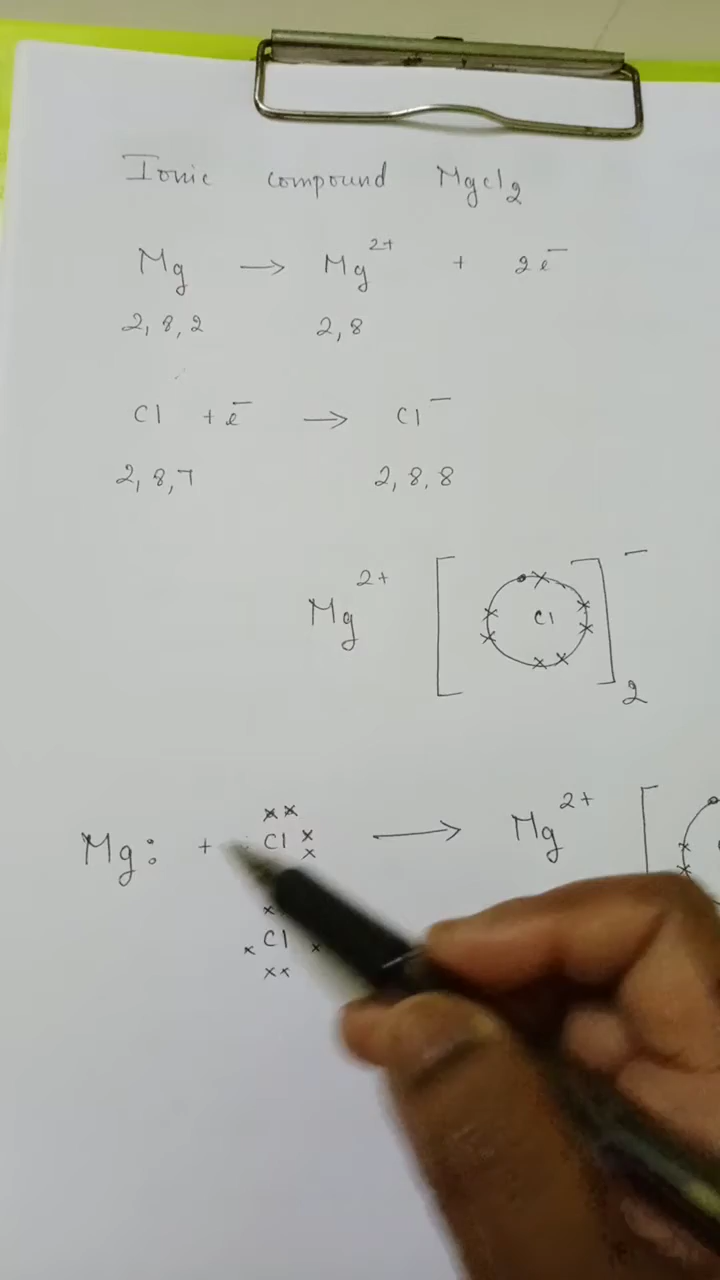 Ionic compound MgCl₂
Mg → Mg²⁺ + 2e⁻
2, 8, 2 2, 8
Cl + e⁻ → Cl⁻
2, 8, 7 2, 8, 8
Mg²⁺ [Cl]⁻₂
Mg: + Cl → Mg²⁺ [
Cl